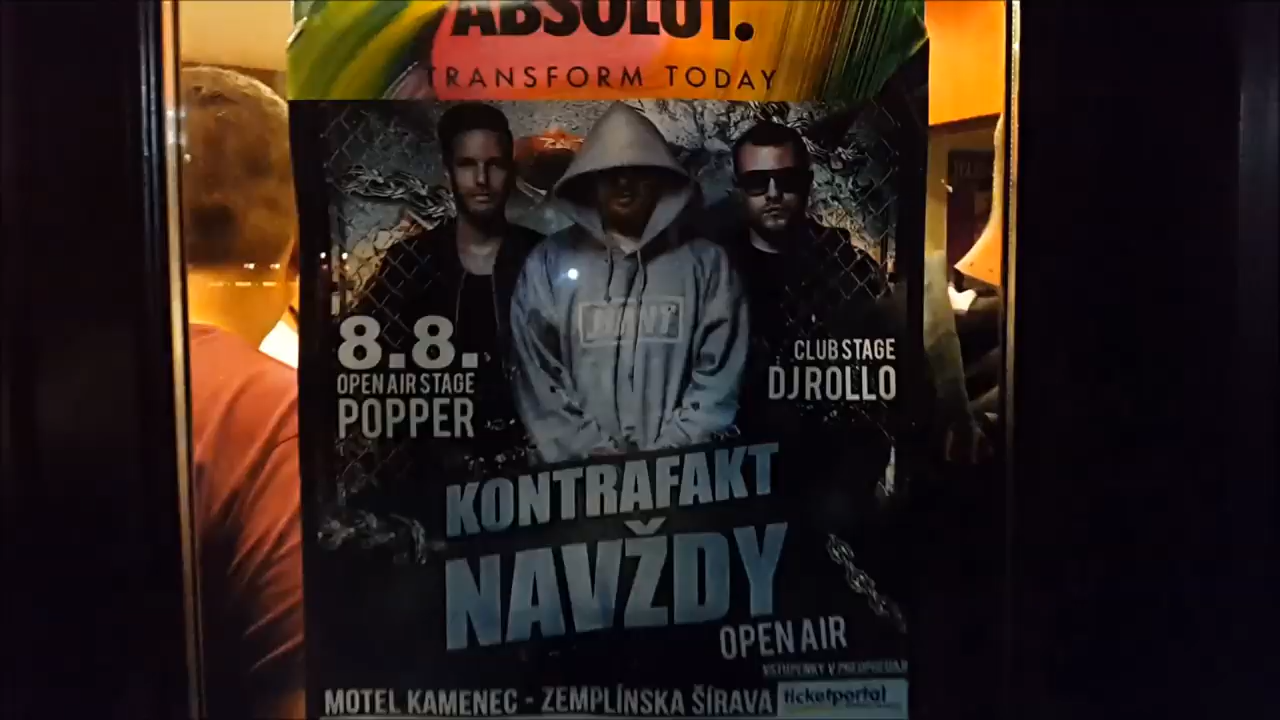 ABSOLUT.
TRANSFORM TODAY
8.8.
OPEN AIR STAGE
POPPER
CLUB STAGE
DJ ROLLO
KONTRAFAKT
NAVŽDY
OPEN AIR
VSTUPENKY V PREDPREDAJI
MOTEL KAMENEC - ZEMPLÍNSKA ŠÍRAVA
ticketportal